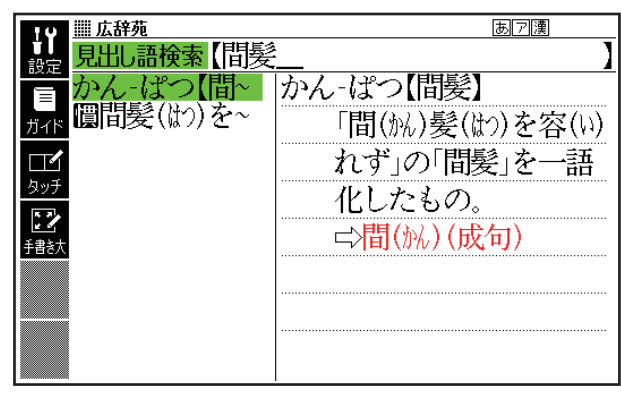 広辞苑
あ ア 漢
設定
見出し語検索【間髪＿ 】
ガイド
タッチ
手書き大
かん‐ぱつ【間~
慣間髪(はつ)を~
かん‐ぱつ【間髪】
「間(かん)髪(はつ)を容(い)
れず」の「間髪」を一語
化したもの。
⇨間(かん)(成句)